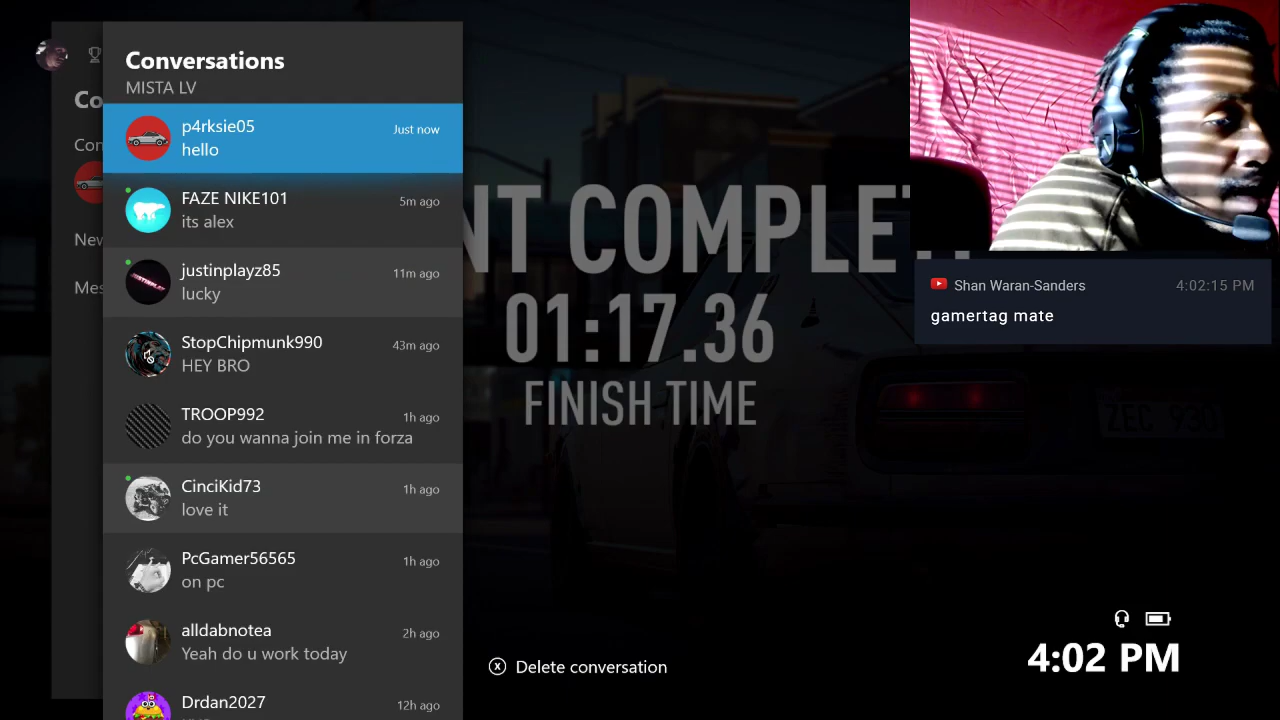 Conversations
MISTA LV
Co
Con
New
Mes
p4rksie05
Just now
hello
FAZE NIKE101
5m ago
its alex
justinplayz85
11m ago
lucky
StopChipmunk990
43m ago
HEY BRO
TROOP992
1h ago
do you wanna join me in forza
CinciKid73
1h ago
love it
PcGamer56565
1h ago
on pc
alldabnotea
2h ago
Yeah do u work today
Drdan2027
12h ago
NT COMPLET
01:17.36
FINISH TIME
Shan Waran-Sanders
4:02:15 PM
gamertag mate
ZEC 930
X Delete conversation
4:02 PM